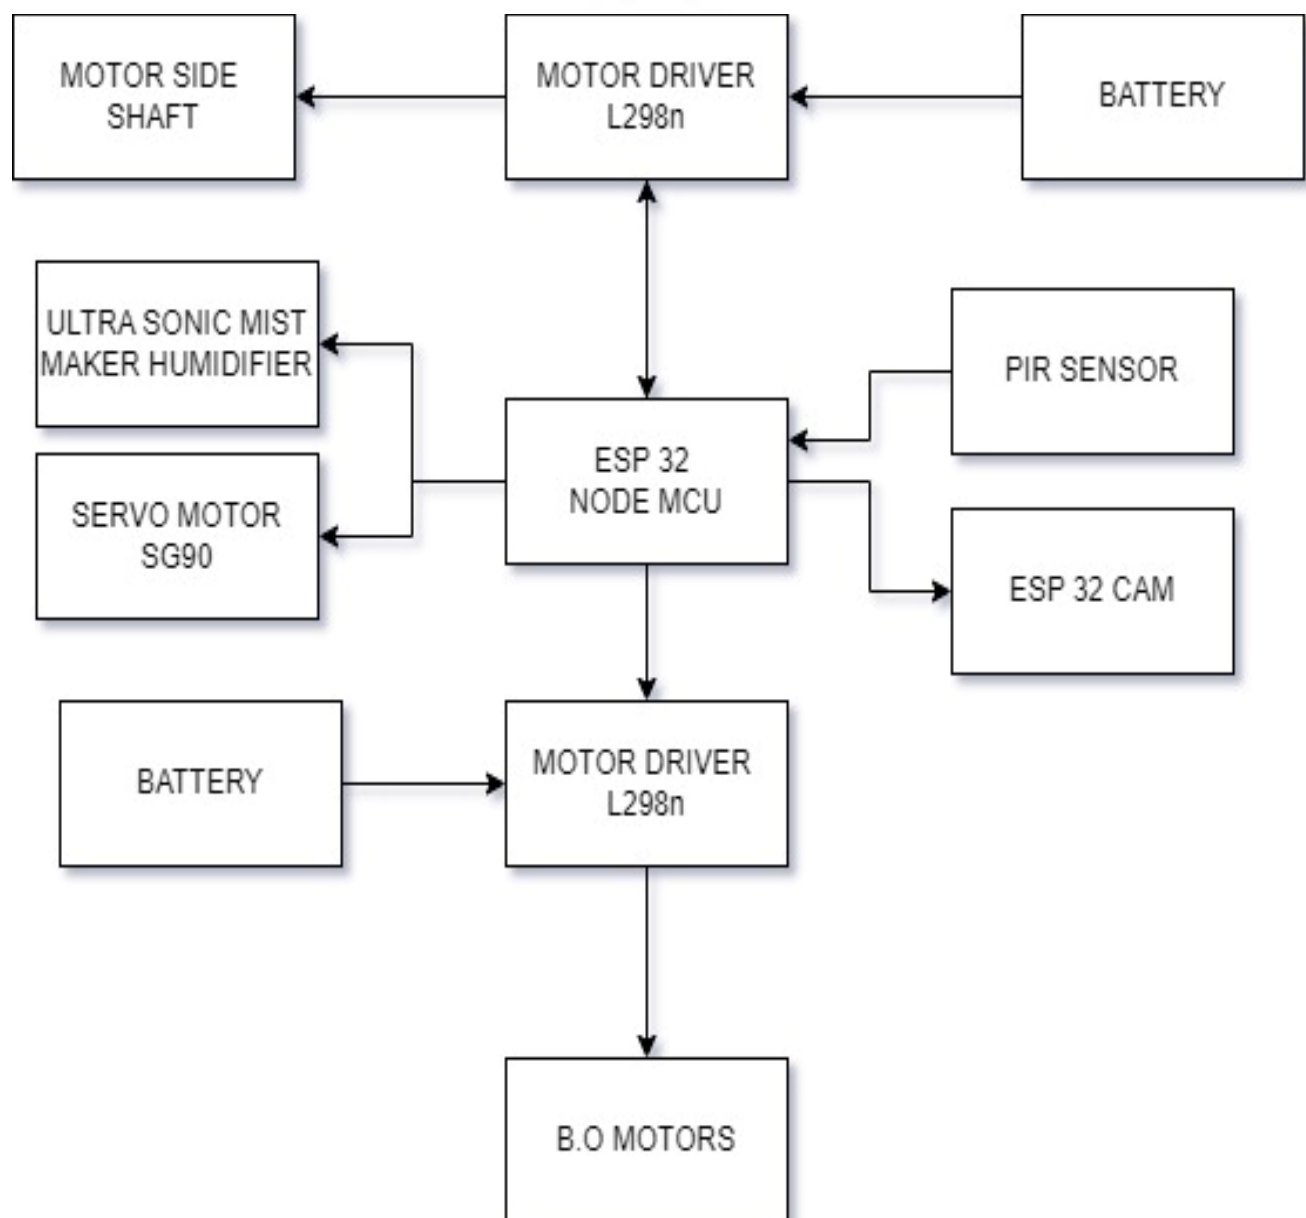 MOTOR SIDE
SHAFT
MOTOR DRIVER
L298n
BATTERY
ULTRA SONIC MIST
MAKER HUMIDIFIER
PIR SENSOR
ESP 32
NODE MCU
SERVO MOTOR
SG90
ESP 32 CAM
BATTERY
MOTOR DRIVER
L298n
B.O MOTORS